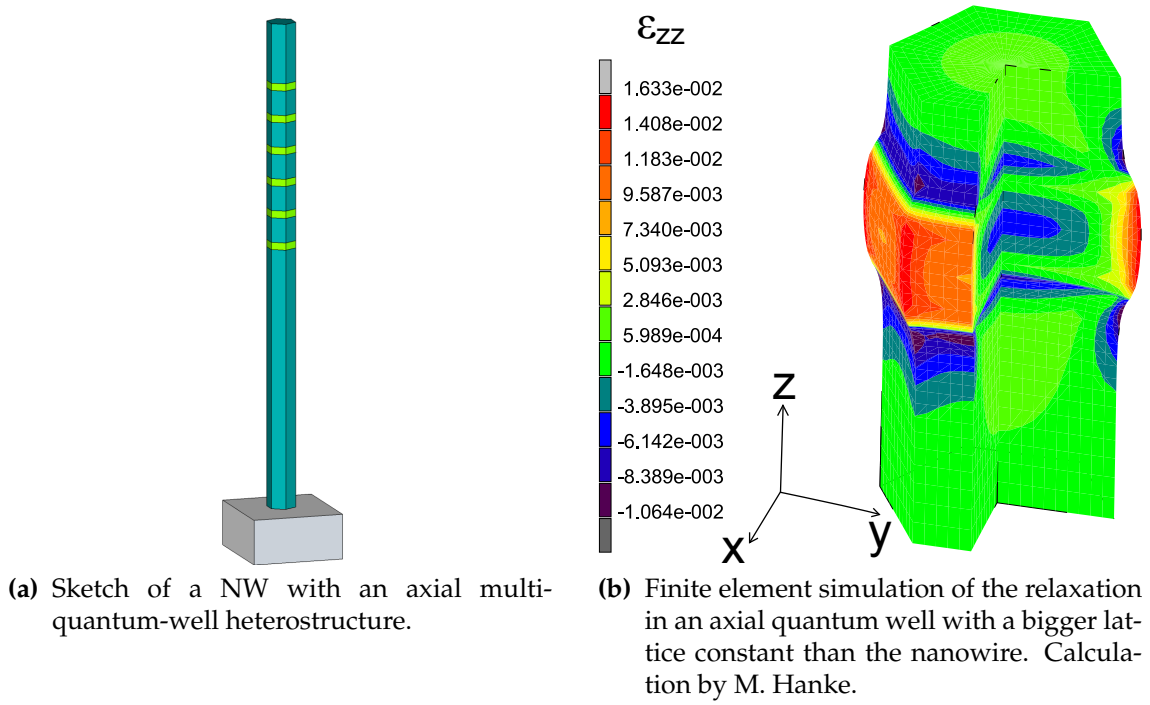 εzz
1.633e-002
1.408e-002
1.183e-002
9.587e-003
7.340e-003
5.093e-003
2.846e-003
5.989e-004
-1.648e-003
-3.895e-003
-6.142e-003
-8.389e-003
-1.064e-002
z
y
x
(a) Sketch of a NW with an axial multi-
quantum-well heterostructure.
(b) Finite element simulation of the relaxation
in an axial quantum well with a bigger lat-
tice constant than the nanowire. Calcula-
tion by M. Hanke.